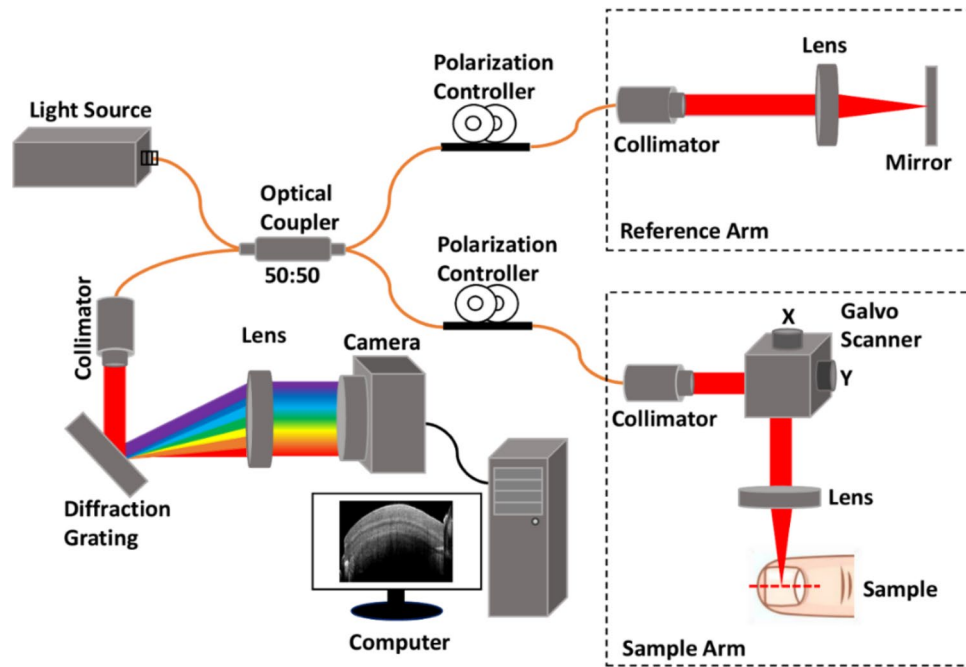 Light Source
Optical
Coupler
50:50
Polarization
Controller
Collimator
Lens
Mirror
Reference Arm
Polarization
Controller
Collimator
X
Y
Galvo
Scanner
Lens
Sample
Sample Arm
Collimator
Diffraction
Grating
Lens
Camera
Computer